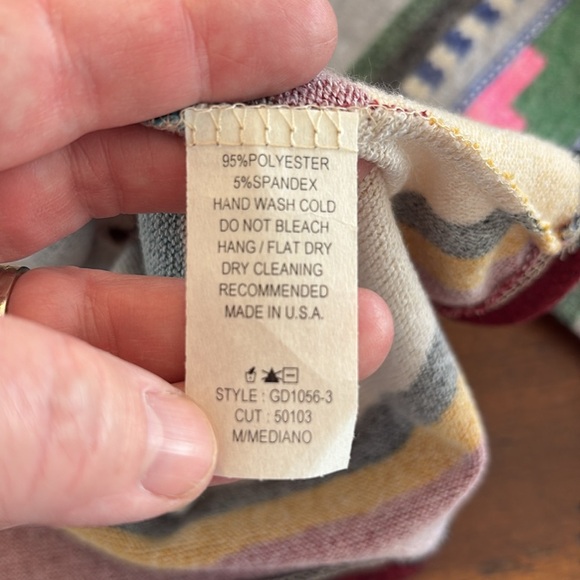 95%POLYESTER
5%SPANDEX
HAND WASH COLD
DO NOT BLEACH
HANG / FLAT DRY
DRY CLEANING
RECOMMENDED
MADE IN U.S.A.
STYLE : GD1056-3
CUT : 50103
M/MEDIANO